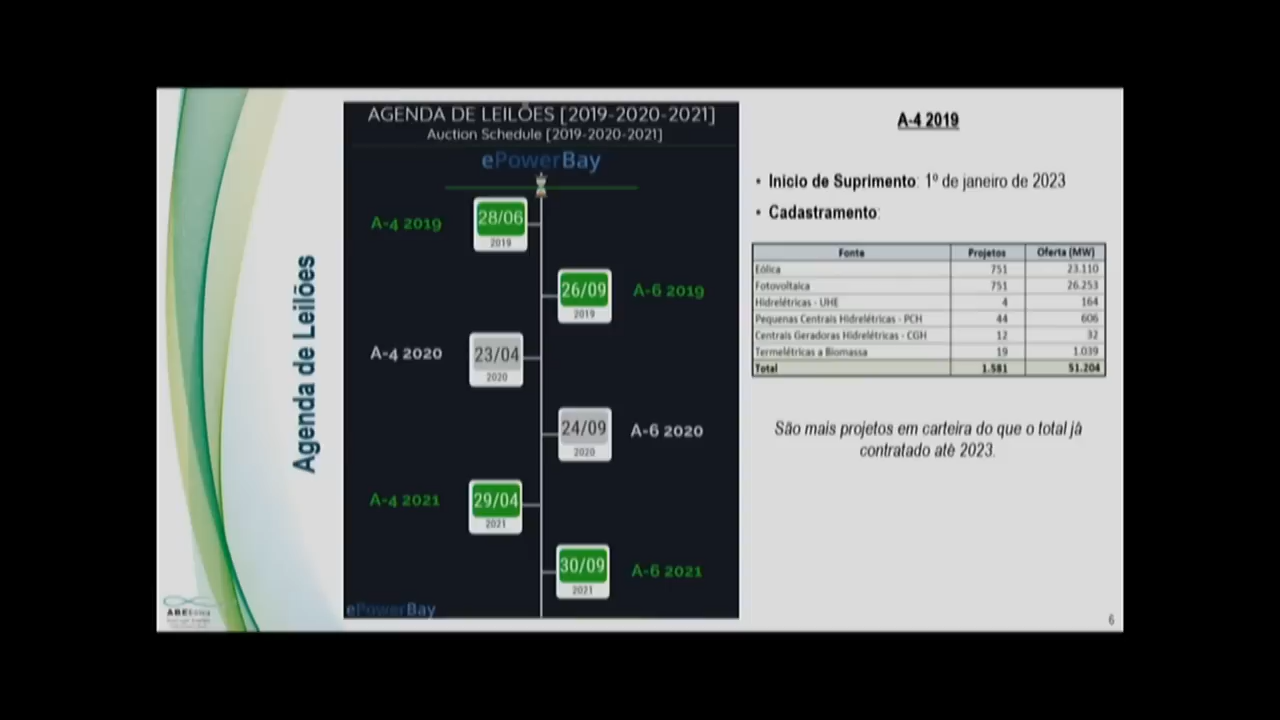 Agenda de Leilões
AGENDA DE LEILÕES [2019-2020-2021]
Auction Schedule [2019-2020-2021]
ePowerBay
A-4 2019
28/06
2019
26/09
2019
A-6 2019
A-4 2020
23/04
2020
24/09
2020
A-6 2020
A-4 2021
29/04
2021
30/09
2021
A-6 2021
ePowerBay
A-4 2019
• Inicio de Suprimento: 1º de janeiro de 2023
• Cadastramento:
Fonte Projetos Oferta (MW)
Eólica 751 23.110
Fotovoltaica 751 26.253
Hidrelétricas - UHE 4 164
Pequenas Centrais Hidrelétricas - PCH 44 606
Centrais Geradoras Hidrelétricas - CGH 12 32
Termelétricas a Biomassa 19 1.039
Total 1.581 51.204
São mais projetos em carteira do que o total já
contratado até 2023.
ABEEólica
6